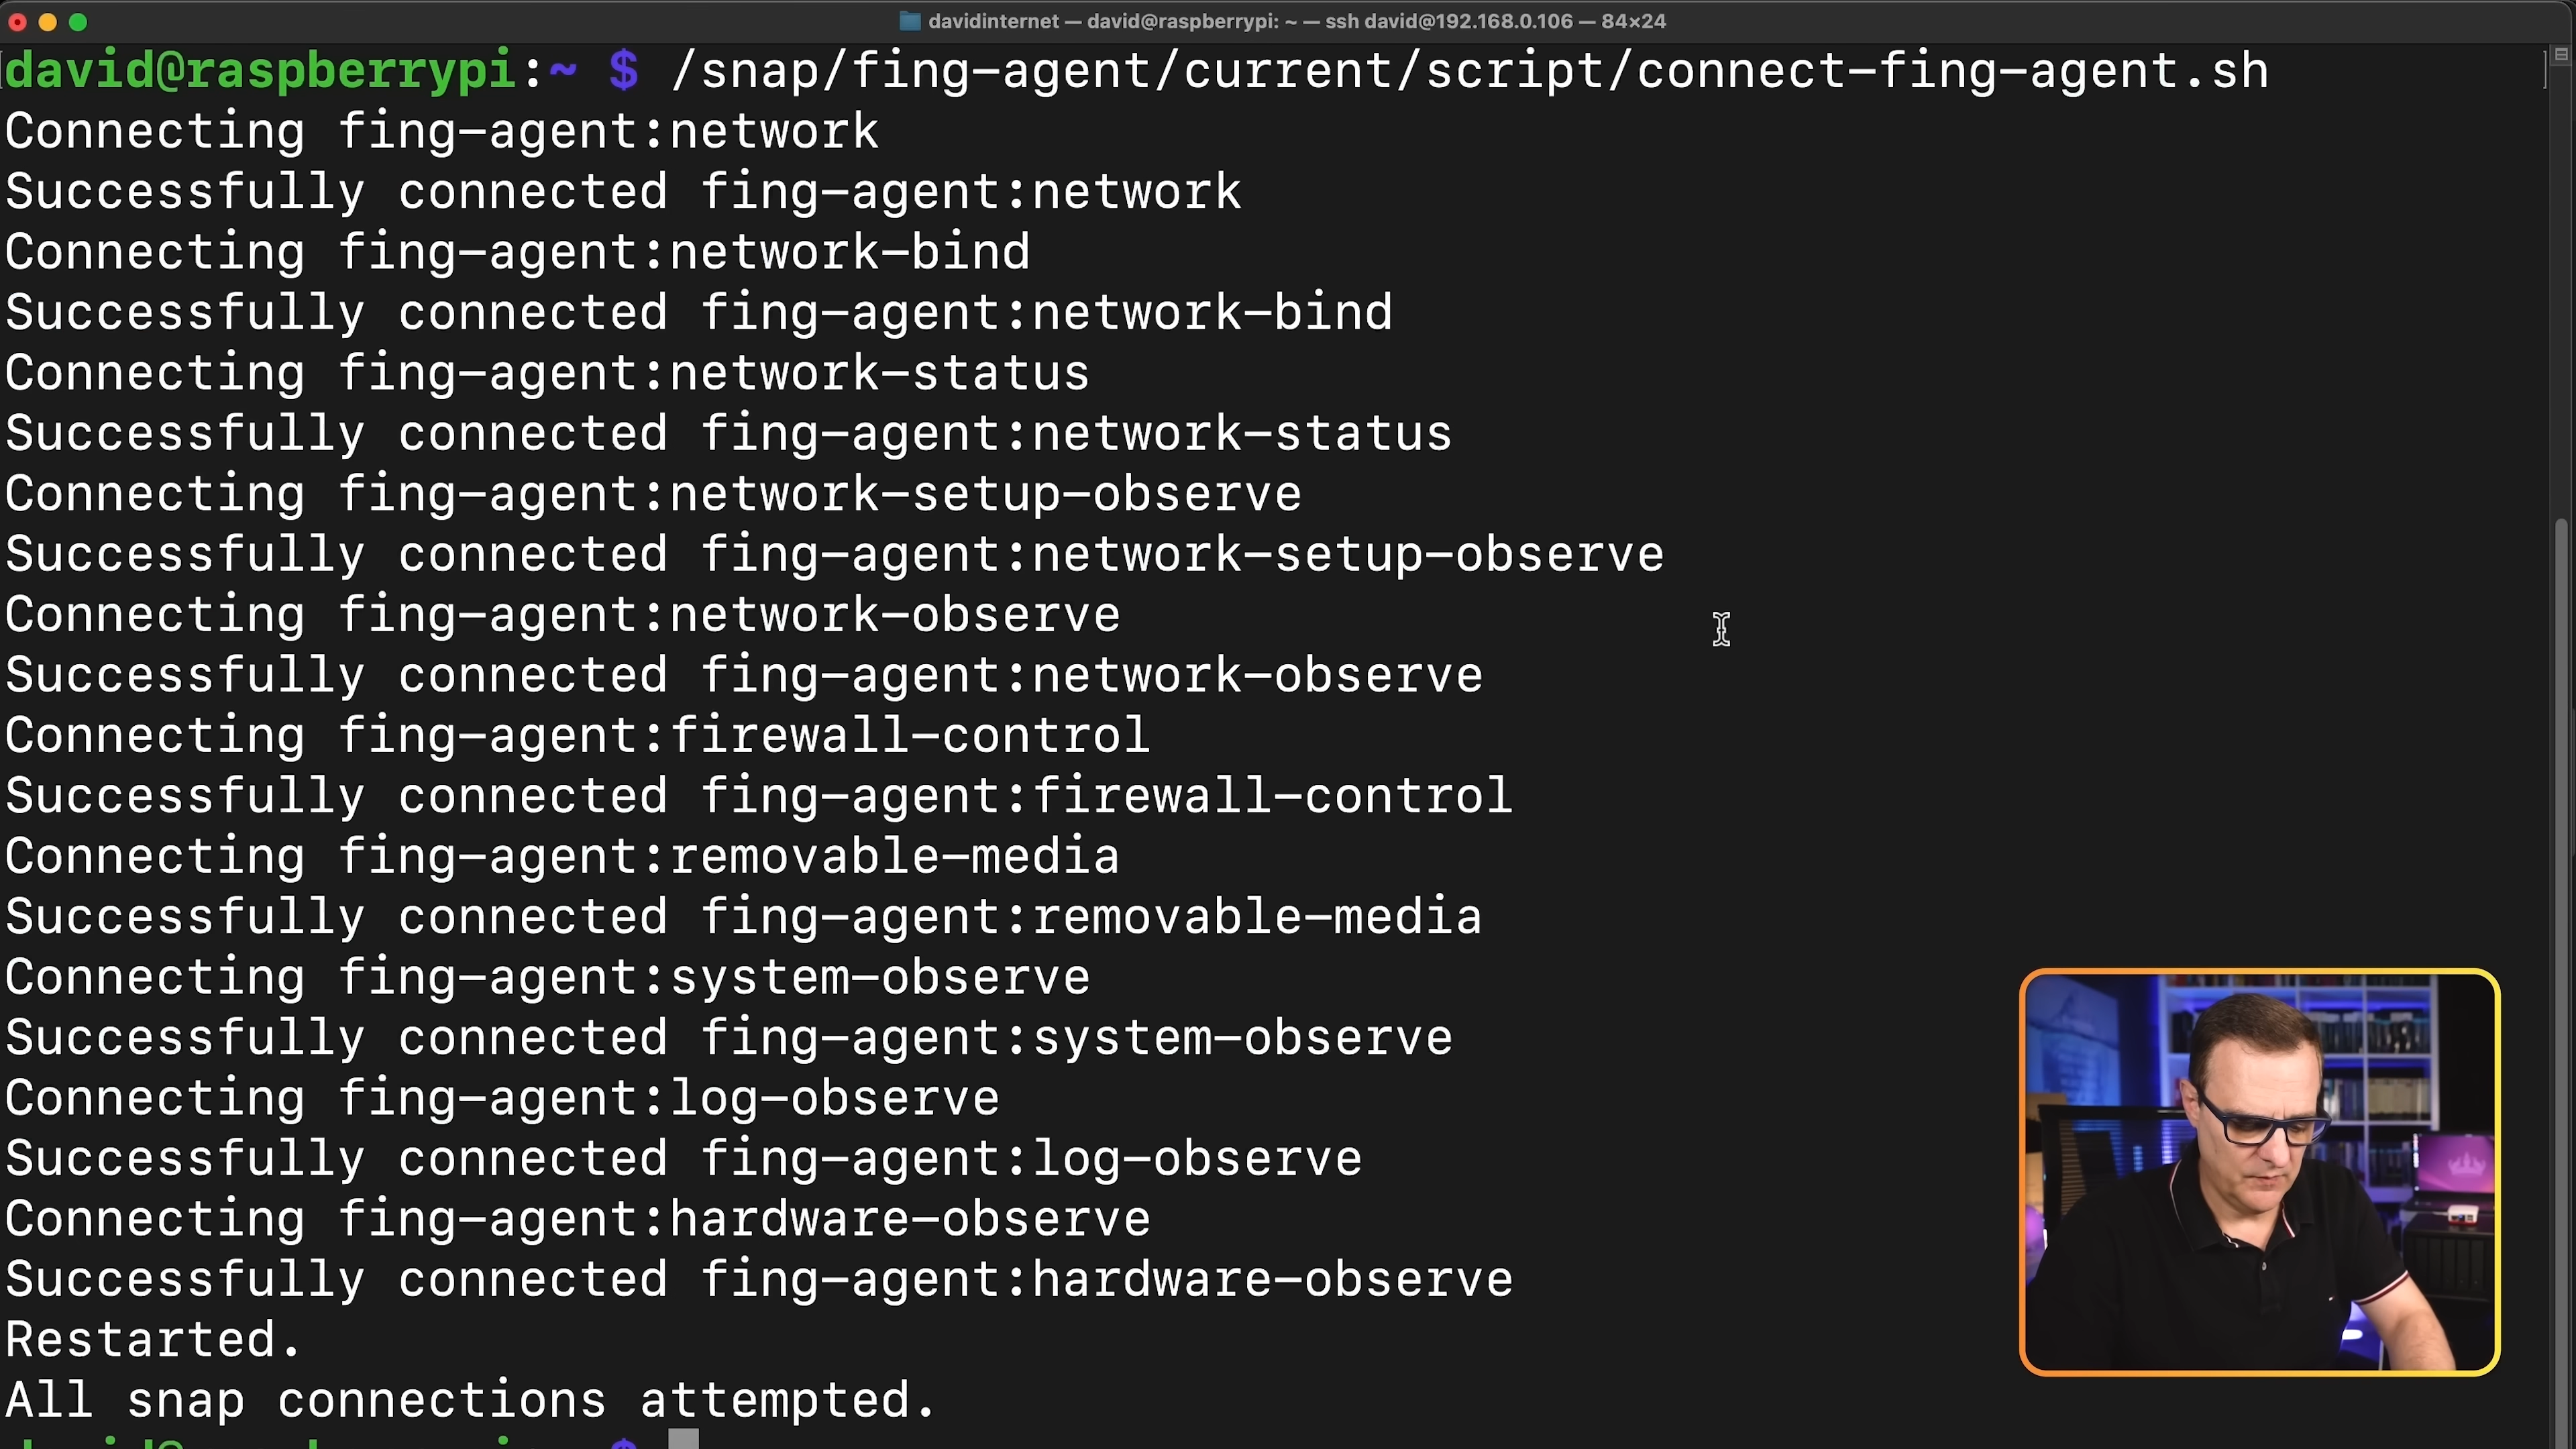 davidinternet — david@raspberrypi: ~ — ssh david@192.168.0.106 — 84×24
david@raspberrypi:~ $ /snap/fing-agent/current/script/connect-fing-agent.sh
Connecting fing-agent:network
Successfully connected fing-agent:network
Connecting fing-agent:network-bind
Successfully connected fing-agent:network-bind
Connecting fing-agent:network-status
Successfully connected fing-agent:network-status
Connecting fing-agent:network-setup-observe
Successfully connected fing-agent:network-setup-observe
Connecting fing-agent:network-observe
Successfully connected fing-agent:network-observe
Connecting fing-agent:firewall-control
Successfully connected fing-agent:firewall-control
Connecting fing-agent:removable-media
Successfully connected fing-agent:removable-media
Connecting fing-agent:system-observe
Successfully connected fing-agent:system-observe
Connecting fing-agent:log-observe
Successfully connected fing-agent:log-observe
Connecting fing-agent:hardware-observe
Successfully connected fing-agent:hardware-observe
Restarted.
All snap connections attempted.